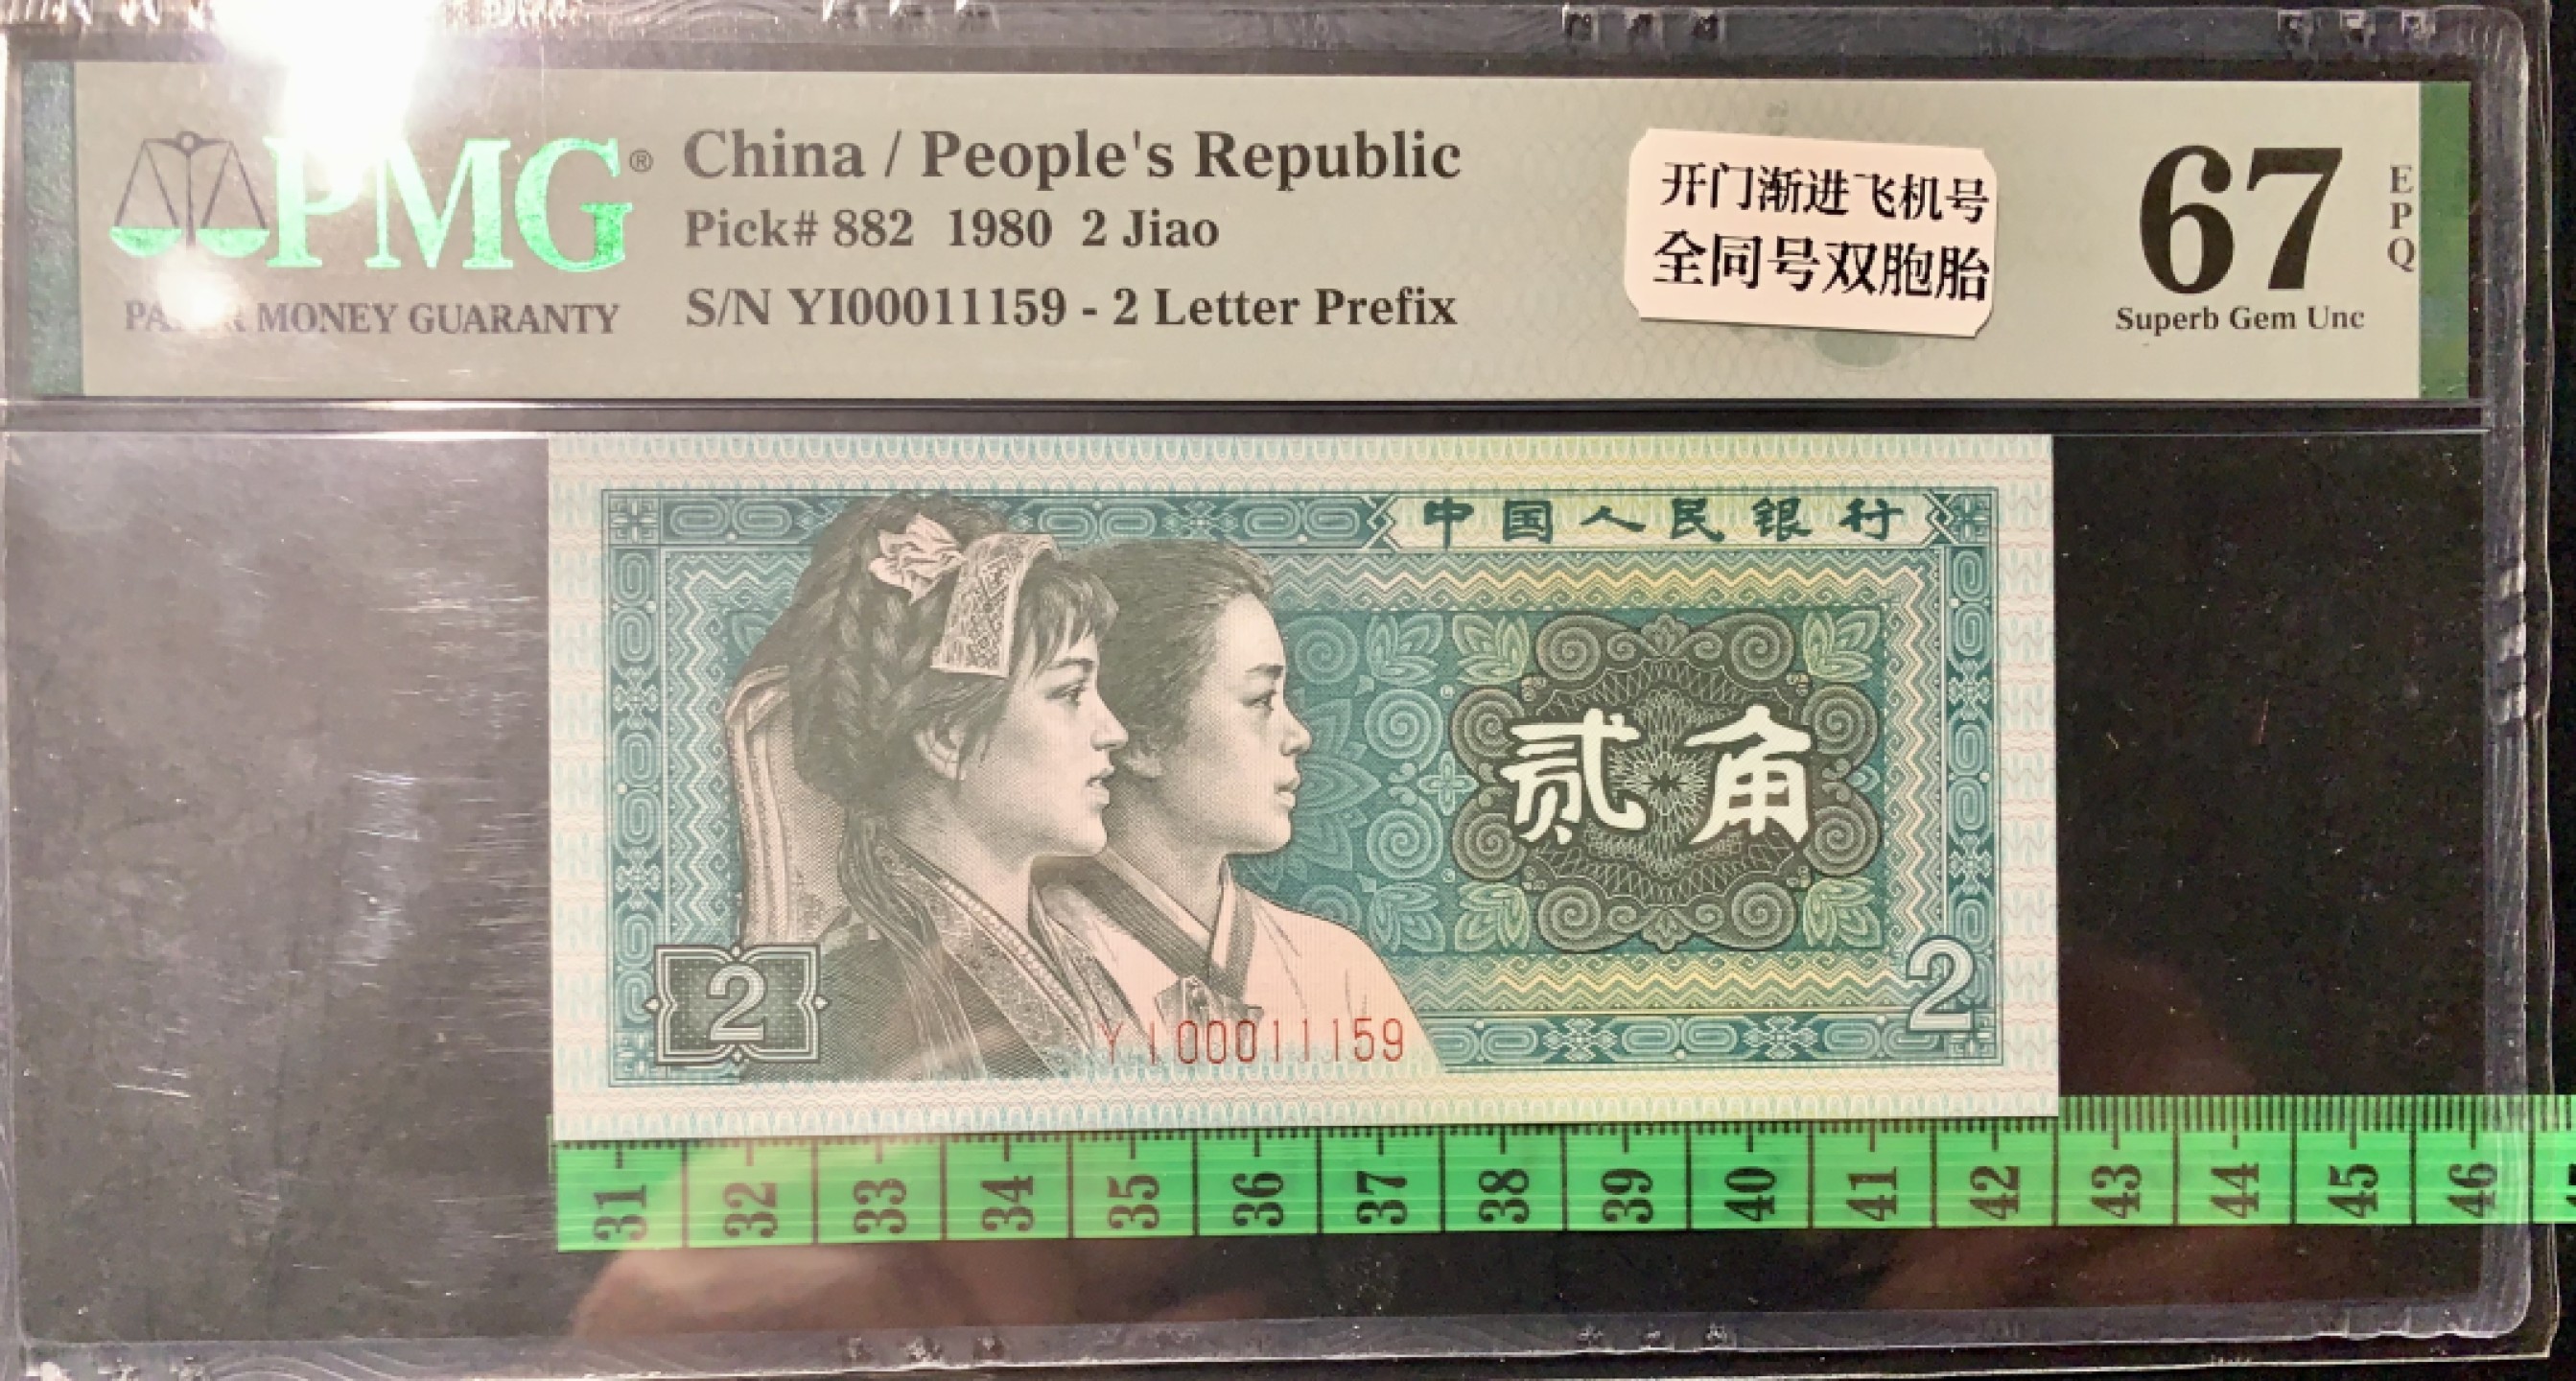 PMG®
PAPER MONEY GUARANTY
China / People's Republic
Pick# 882 1980 2 Jiao
S/N YI00011159 - 2 Letter Prefix
开门渐进飞机号
全同号双胞胎
67
EPQ
Superb Gem Unc
中国人民银行
贰角
2
YI00011159
2
31 32 33 34 35 36 37 38 39 40 41 42 43 44 45 46